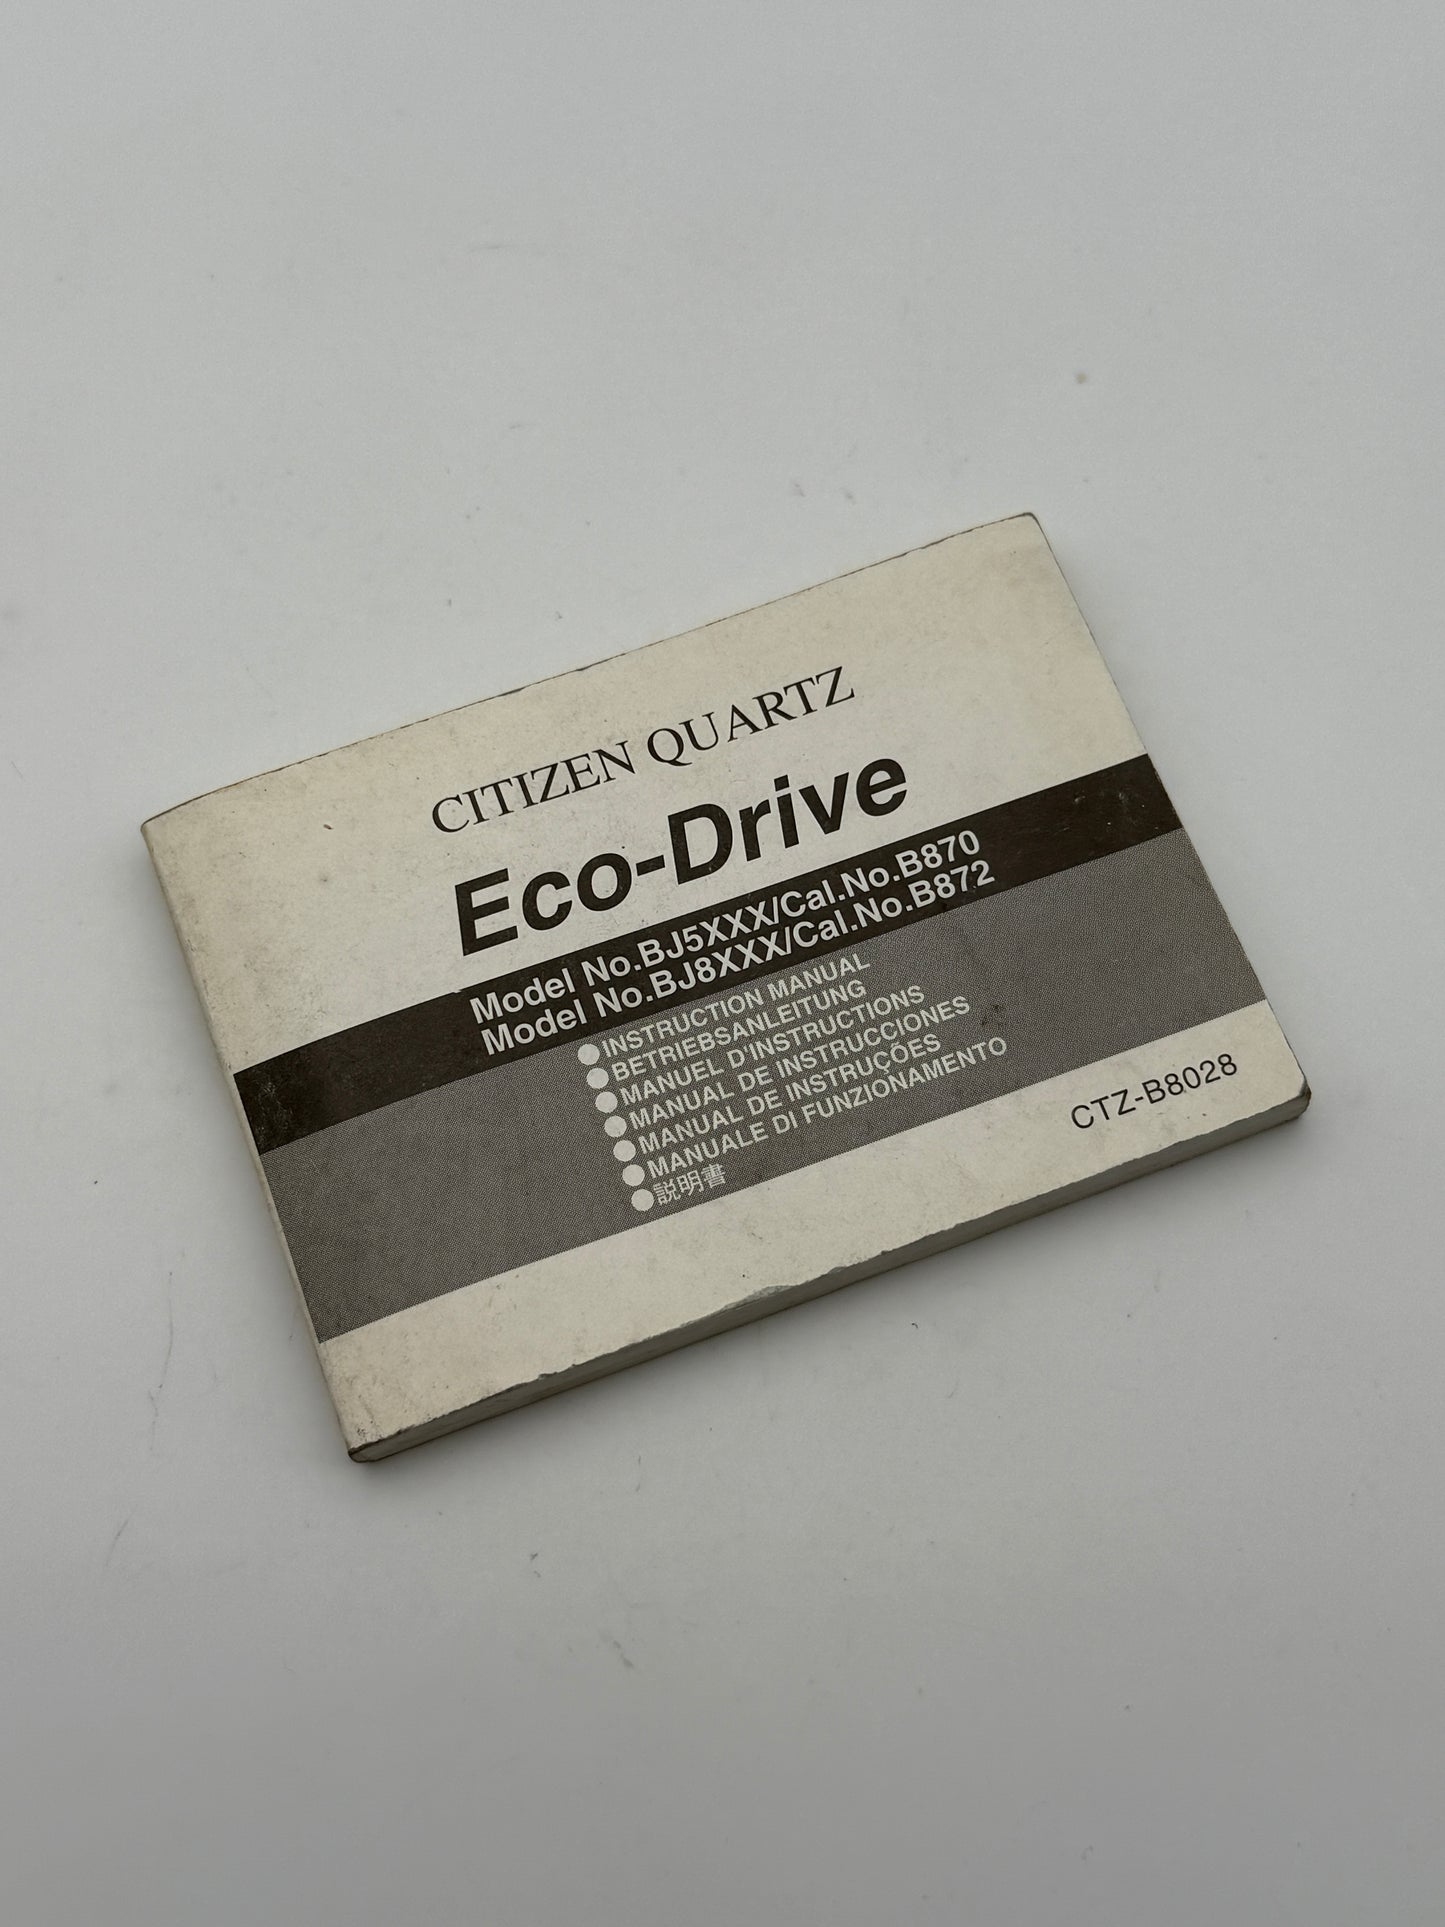 CITIZEN QUARTZ
Eco-Drive
Model No.BJ5XXX/Cal.No.B870
Model No.BJ8XXX/Cal.No.B872
●INSTRUCTION MANUAL
●BETRIEBSANLEITUNG
●MANUEL D'INSTRUCTIONS
●MANUAL DE INSTRUCCIONES
●MANUAL DE INSTRUÇÕES
●MANUALE DI FUNZIONAMENTO
●説明書
CTZ-B8028